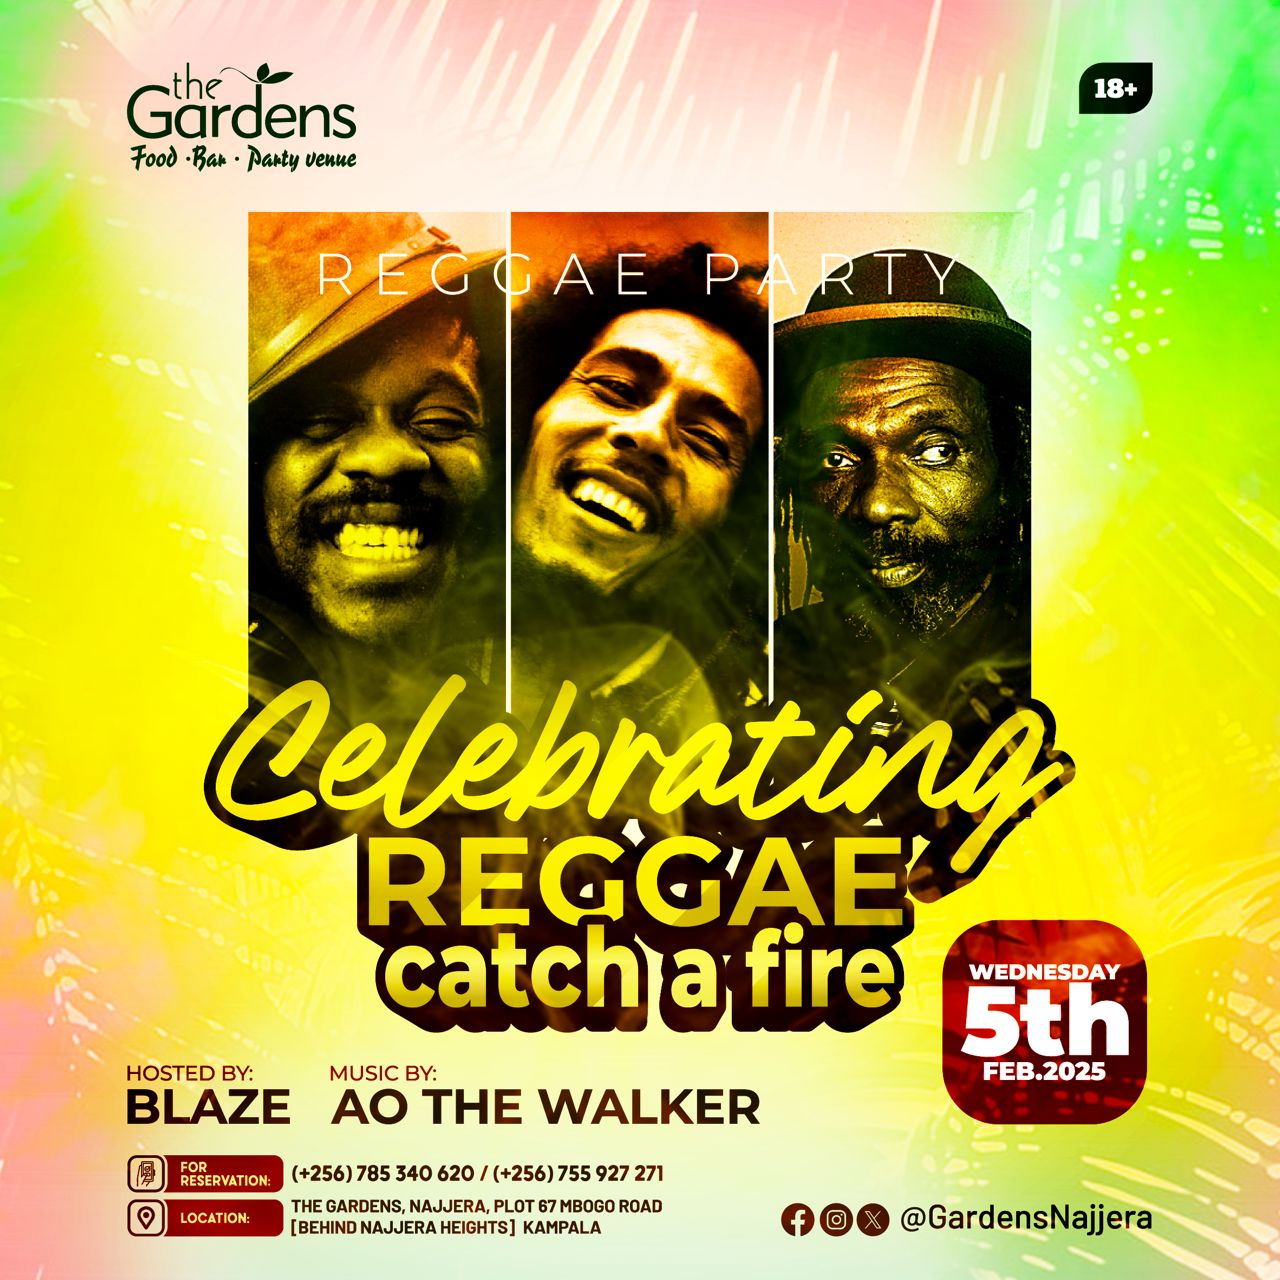 the
Gardens
Food · Bar · Party venue
18+
REGGAE PARTY
Celebrating
REGGAE
catch a fire
WEDNESDAY
5th
FEB.2025
HOSTED BY:
BLAZE
MUSIC BY:
AO THE WALKER
FOR
RESERVATION:
(+256) 785 340 620 / (+256) 755 927 271
LOCATION:
THE GARDENS, NAJJERA, PLOT 67 MBOGO ROAD
[BEHIND NAJJERA HEIGHTS] KAMPALA
@GardensNajjera